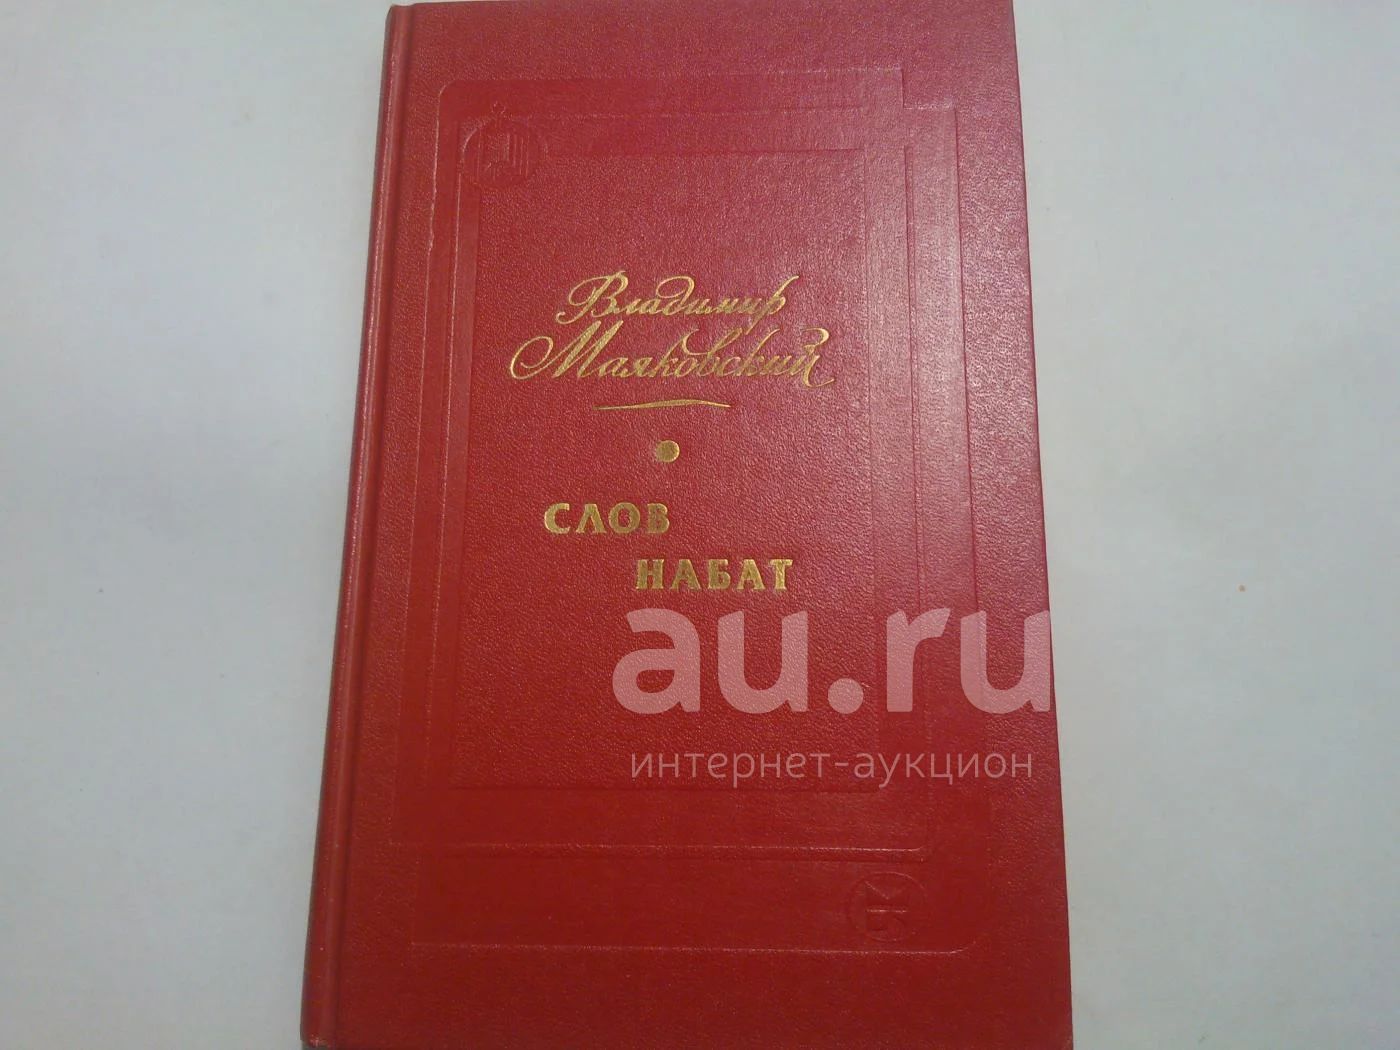 Владимир
Маяковский
СЛОВ
НАБАТ
au.ru
интернет-аукцион